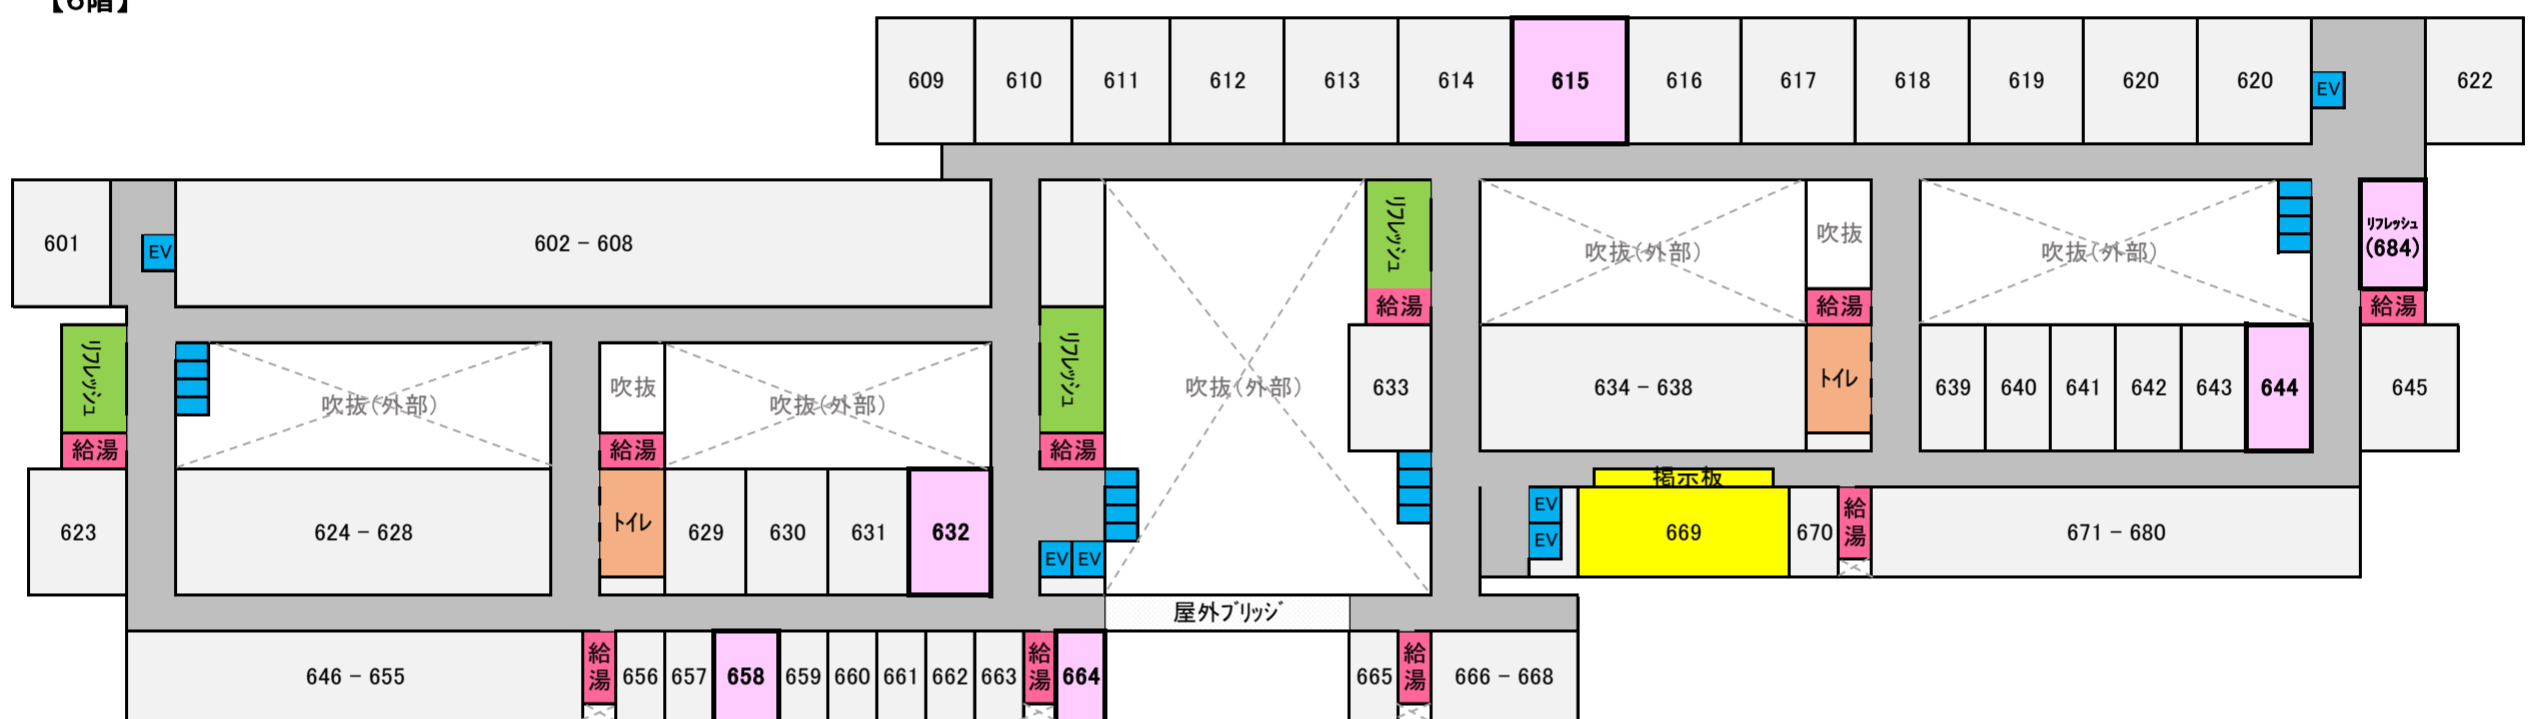 【6階】
609 610 611 612 613 614 615 616 617 618 619 620 620 EV 622
601 EV 602 - 608 リフレッシュ 吹抜(外部) 吹抜 吹抜(外部) リフレッシュ(684)
給湯 給湯 給湯
リフレッシュ 吹抜(外部) 吹抜 吹抜(外部) リフレッシュ 吹抜(外部) 633 634 - 638 トイレ 639 640 641 642 643 644 645
給湯 給湯 給湯
掲示板
623 624 - 628 トイレ 629 630 631 632 EV EV EV EV 669 670 給湯 671 - 680
屋外ブリッジ
646 - 655 給湯 656 657 658 659 660 661 662 663 給湯 664 665 給湯 666 - 668